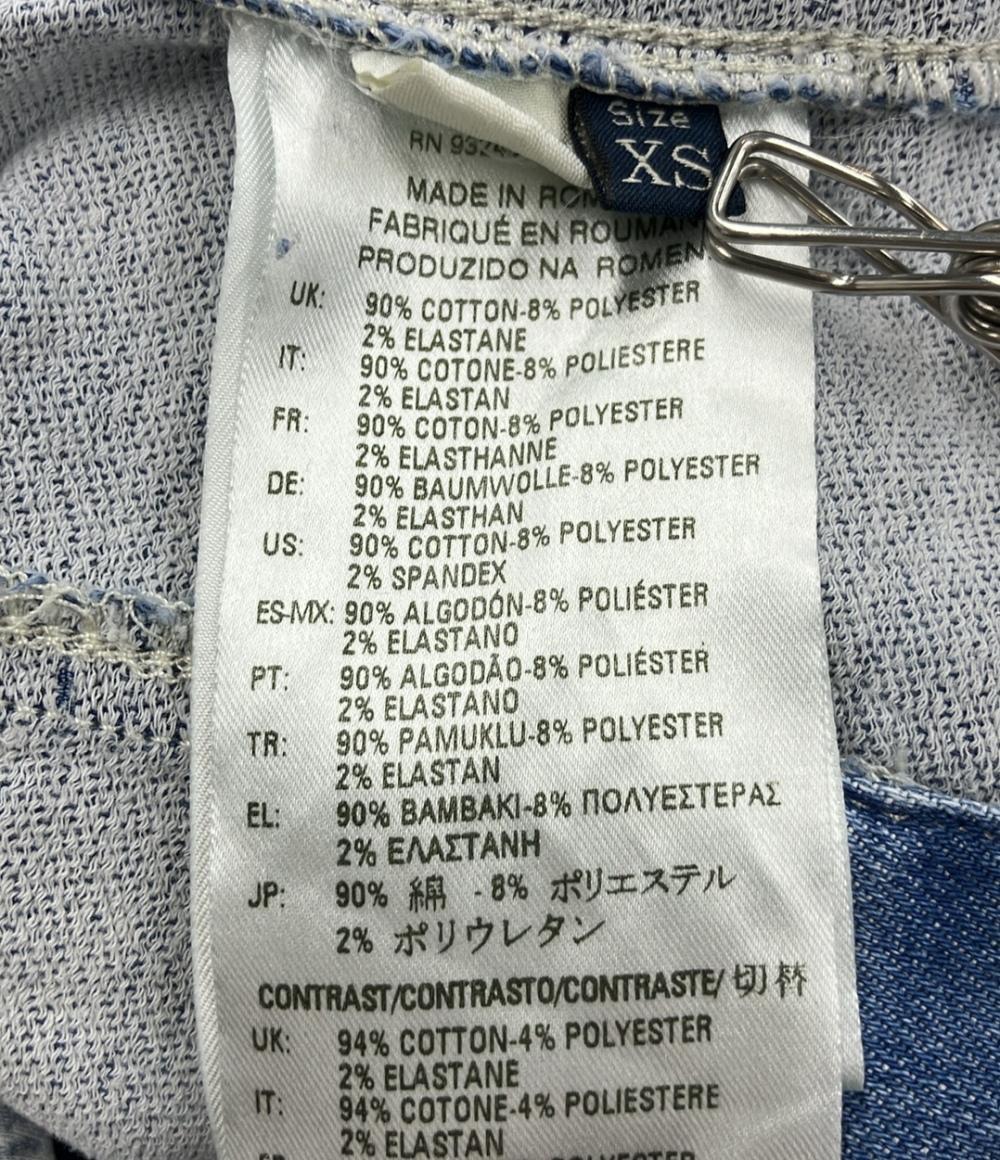 Size
XS
RN
MADE IN
FABRIQUÉ EN
PRODUZIDO NA
UK: 90% COTTON-8% POLYESTER
2% ELASTANE
IT: 90% COTONE-8% POLIESTERE
2% ELASTAN
FR: 90% COTON-8% POLYESTER
2% ELASTHANNE
DE: 90% BAUMWOLLE-8% POLYESTER
2% ELASTHAN
US: 90% COTTON-8% POLYESTER
2% SPANDEX
ES-MX: 90% ALGODÓN-8% POLIÉSTER
2% ELASTANO
PT: 90% ALGODÃO-8% POLIÉSTER
2% ELASTANO
TR: 90% PAMUKLU-8% POLYESTER
2% ELASTAN
EL: 90% BAMBAKI-8% ΠΟΛΥΕΣΤΕΡΑΣ
2% ΕΛΑΣΤΑΝΗ
JP: 90% 綿 - 8% ポリエステル
2% ポリウレタン
CONTRAST/CONTRASTO/CONTRASTE/ 切替
UK: 94% COTTON-4% POLYESTER
2% ELASTANE
IT: 94% COTONE-4% POLIESTERE
2% ELASTAN